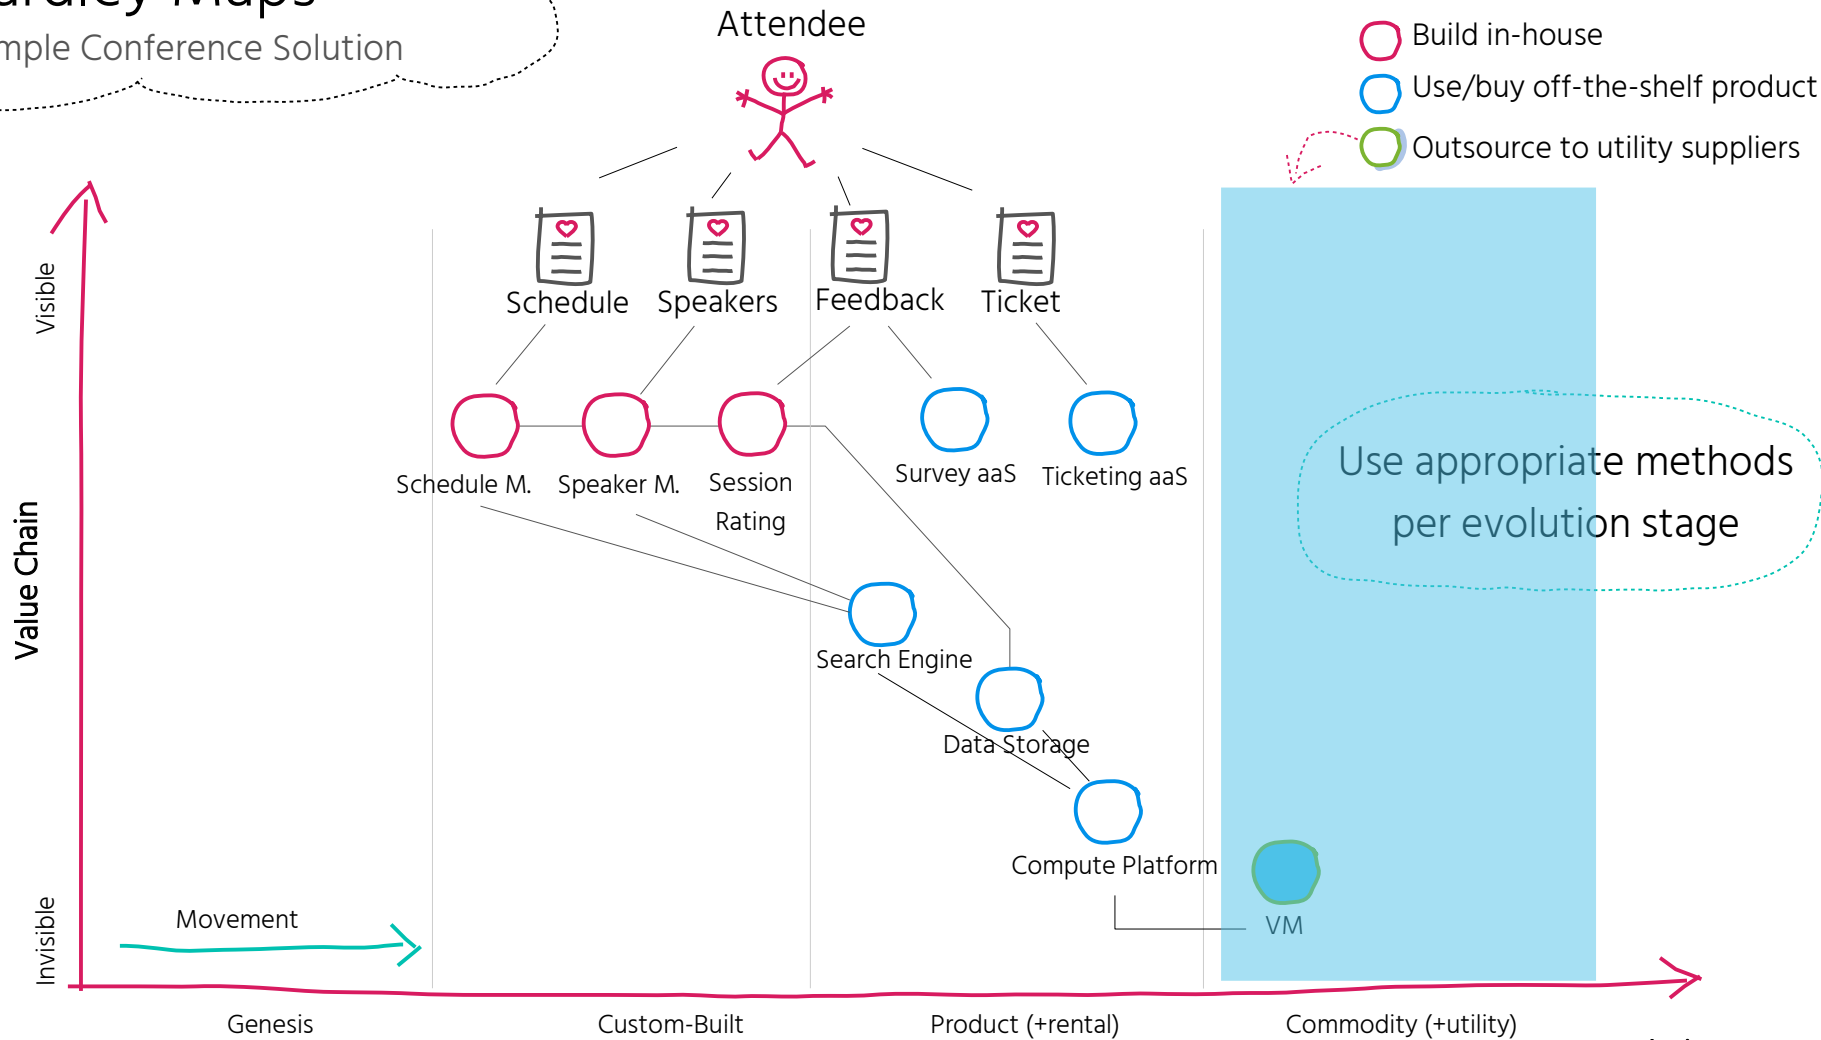 Maps
Conference Solution
Attendee
Build in-house
Use/buy off-the-shelf product
Outsource to utility suppliers
Visible
Value Chain
Invisible
Schedule
Speakers
Feedback
Ticket
Schedule M.
Speaker M.
Session
Rating
Survey aaS
Ticketing aaS
Use appropriate methods
per evolution stage
Search Engine
Data Storage
Compute Platform
VM
Movement
Genesis
Custom-Built
Product (+rental)
Commodity (+utility)